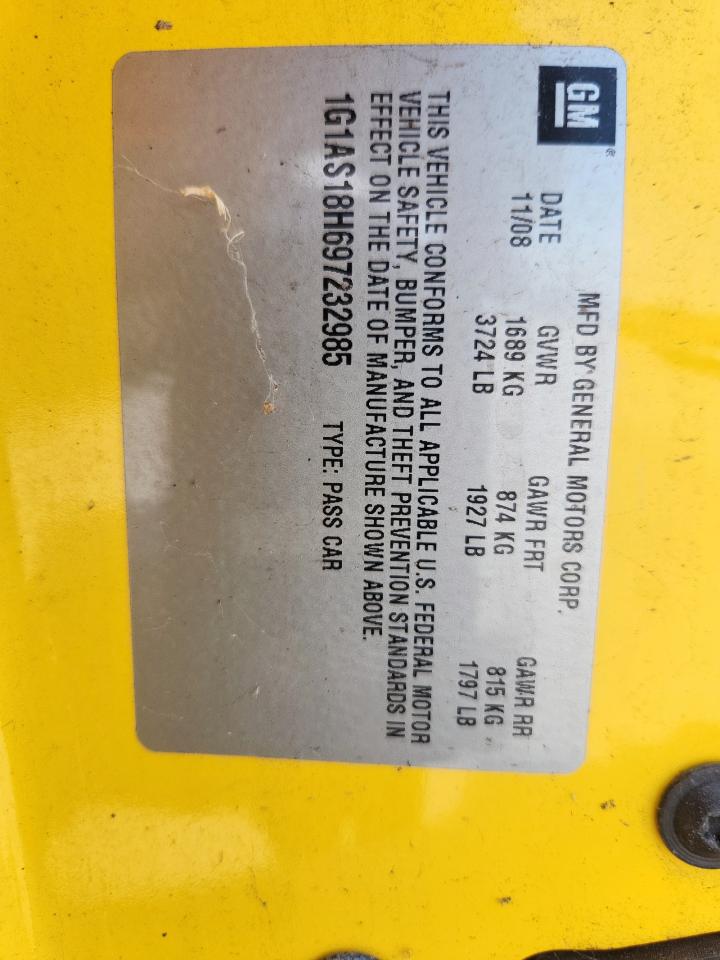 GM®
MFD BY GENERAL MOTORS CORP.
DATE GVWR GAWR FRT GAWR RR
11/08 1689 KG 874 KG 815 KG
3724 LB 1927 LB 1797 LB
THIS VEHICLE CONFORMS TO ALL APPLICABLE U.S. FEDERAL MOTOR
VEHICLE SAFETY, BUMPER, AND THEFT PREVENTION STANDARDS IN
EFFECT ON THE DATE OF MANUFACTURE SHOWN ABOVE.
1G1AS18H697232985 TYPE: PASS CAR